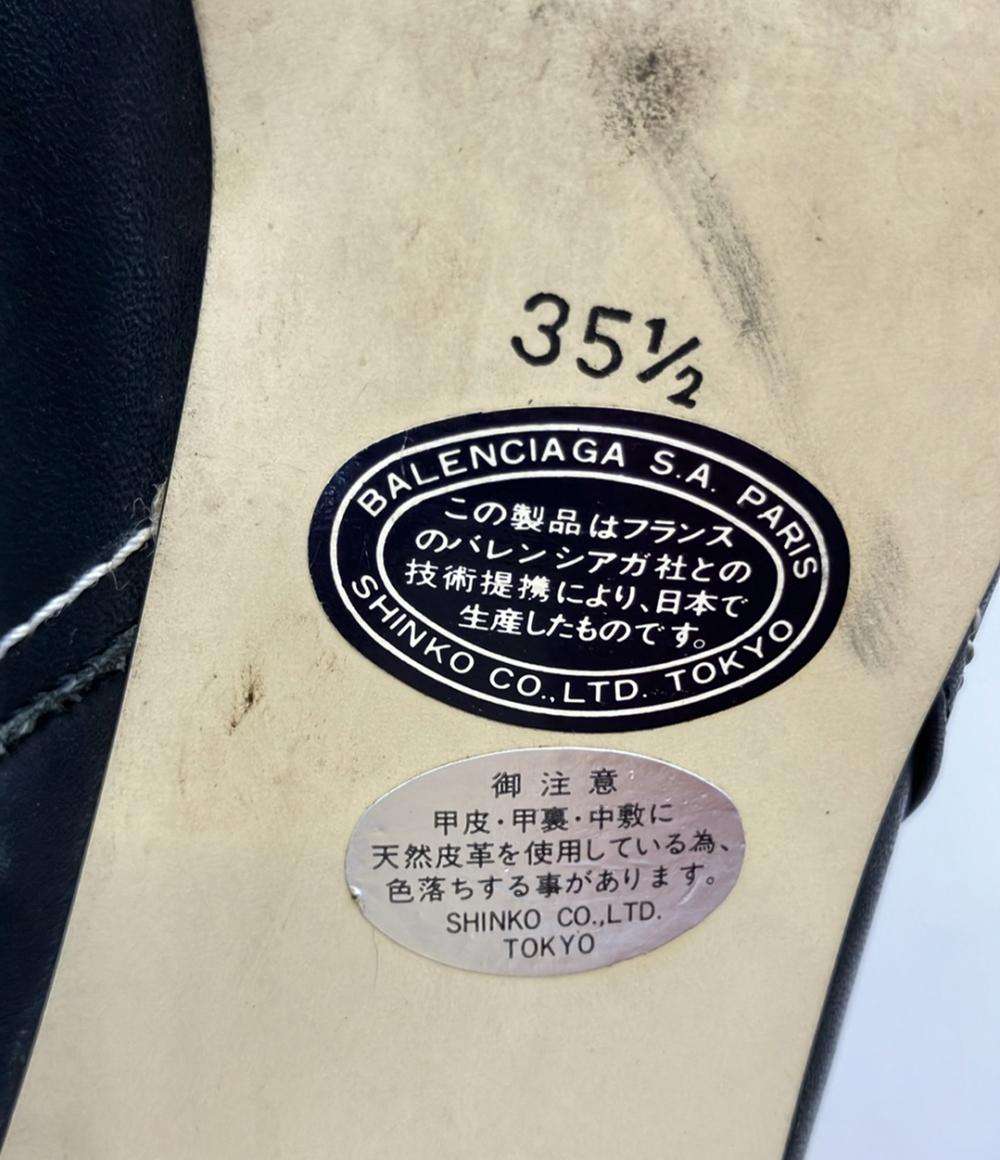 35½
BALENCIAGA S.A. PARIS
この製品はフランス
のバレンシアガ社との
技術提携により、日本で
生産したものです。
SHINKO CO.,LTD. TOKYO
御注意
甲皮・甲裏・中敷に
天然皮革を使用している為、
色落ちする事があります。
SHINKO CO.,LTD.
TOKYO